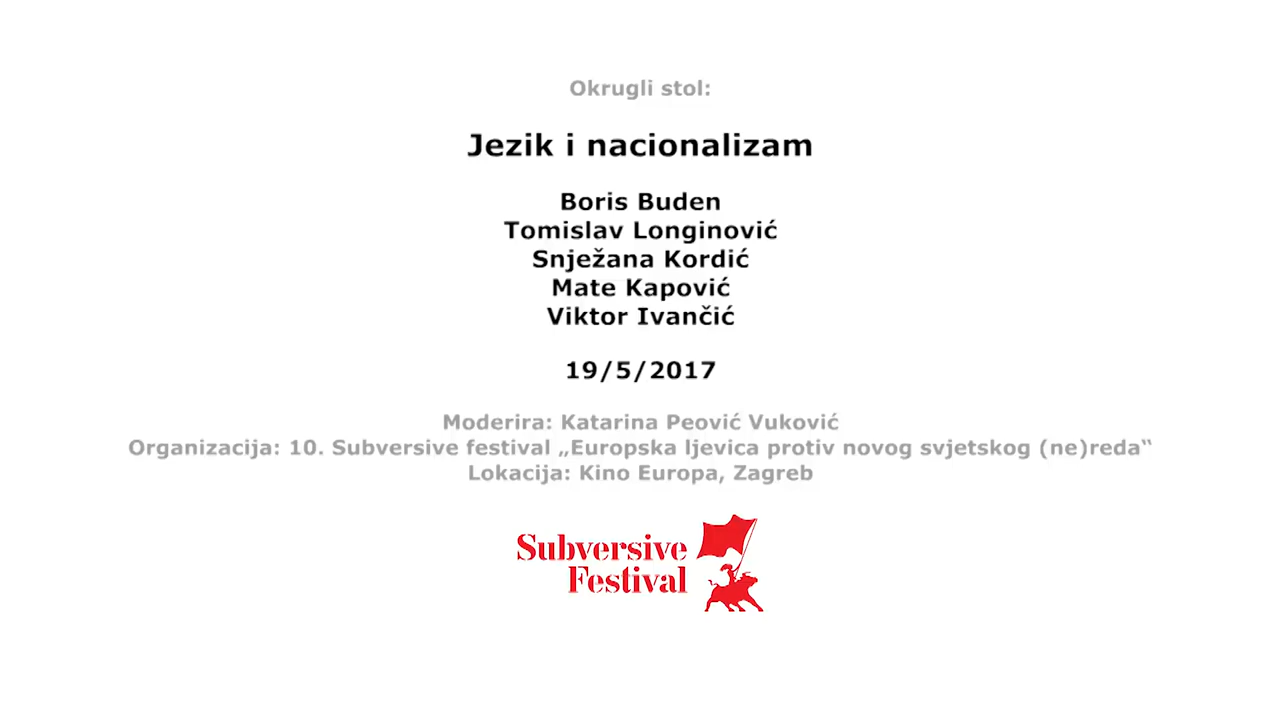 Okrugli stol:
Jezik i nacionalizam
Boris Buden
Tomislav Longinović
Snježana Kordić
Mate Kapović
Viktor Ivančić
19/5/2017
Moderira: Katarina Peović Vuković
Organizacija: 10. Subversive festival „Europska ljevica protiv novog svjetskog (ne)reda“
Lokacija: Kino Europa, Zagreb
Subversive
Festival